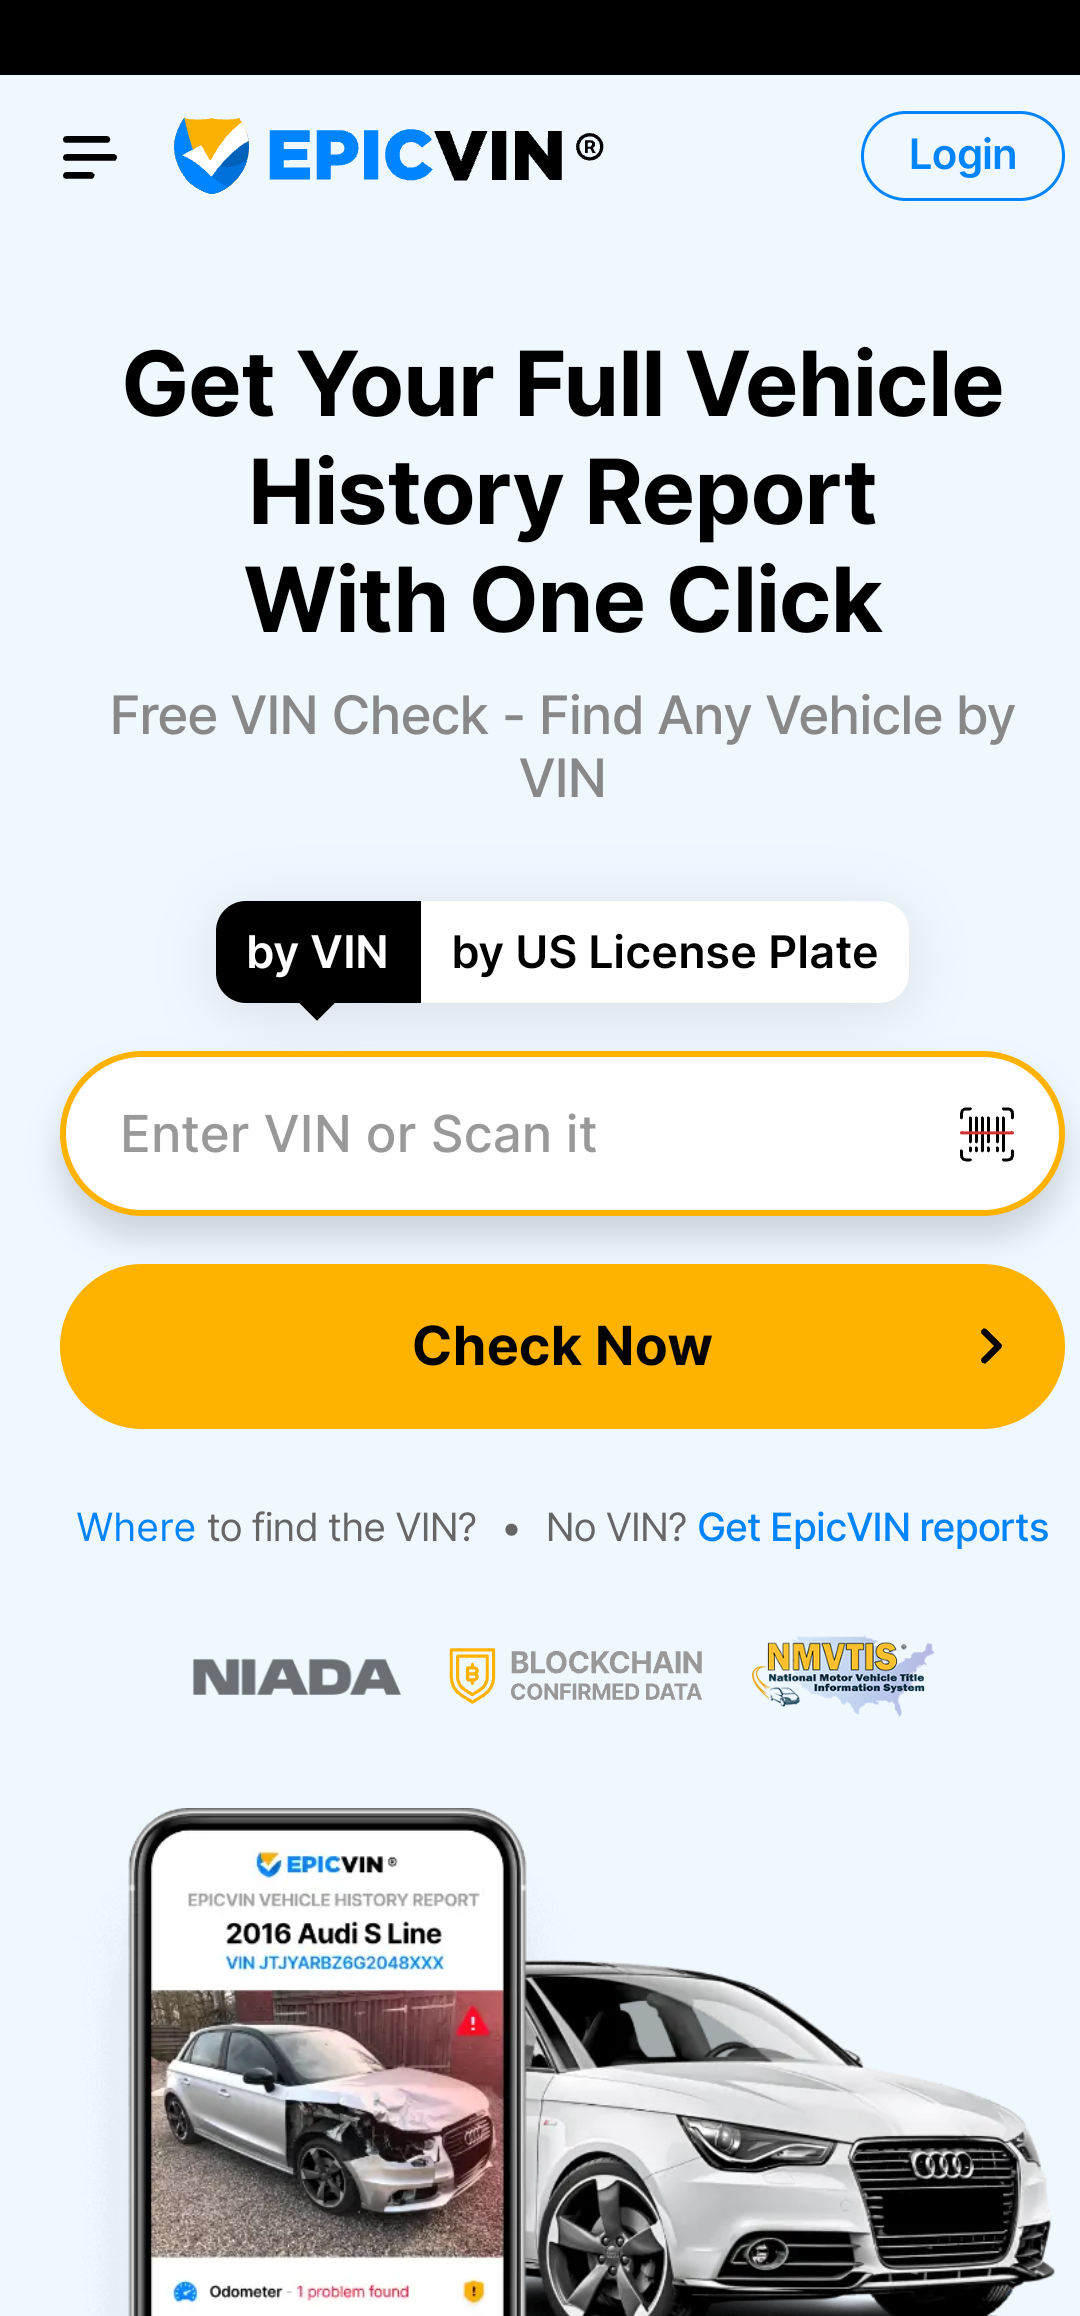 EPICVIN ®
Login
Get Your Full Vehicle
History Report
With One Click
Free VIN Check - Find Any Vehicle by
VIN
by VIN
by US License Plate
Enter VIN or Scan it
Check Now
Where to find the VIN? • No VIN? Get EpicVIN reports
NIADA
BLOCKCHAIN
CONFIRMED DATA
NMVTIS
National Motor Vehicle Title
Information System
EPICVIN ®
EPICVIN VEHICLE HISTORY REPORT
2016 Audi S Line
VIN JTJYARBZ6G2048XXX
Odometer - 1 problem found